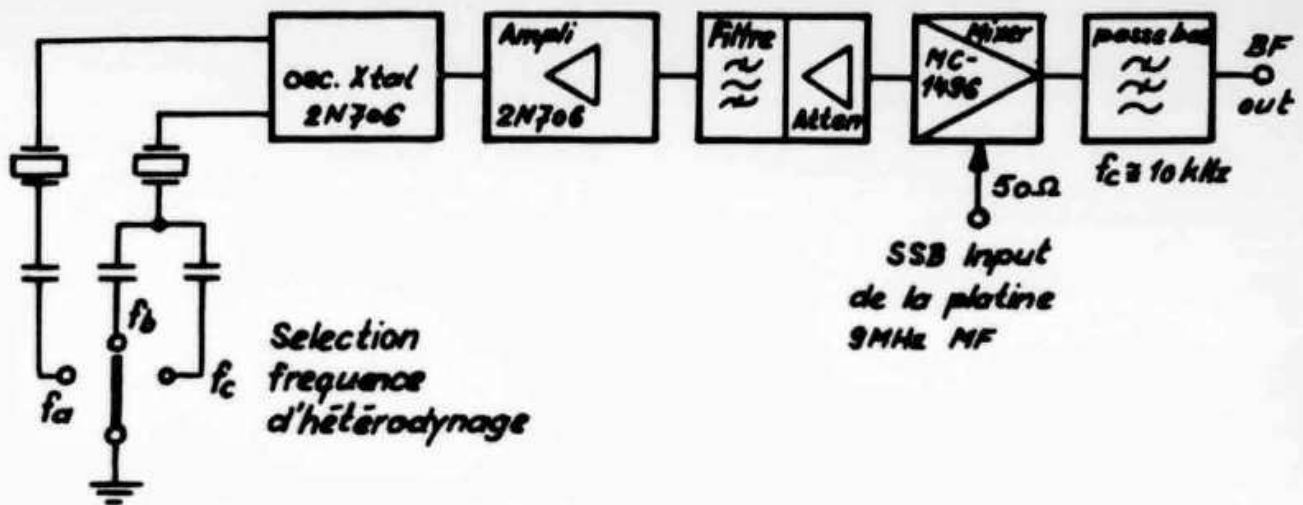 osc. Xtal
2N706
Ampli
2N706
Filtre
Atten
Mixer
MC-
1496
passe bas
BF
out
fc ≅ 10 kHz
50Ω
SSB Input
de la platine
9MHz MF
fb
fa
fc
Selection
frequence
d'hétérodynage